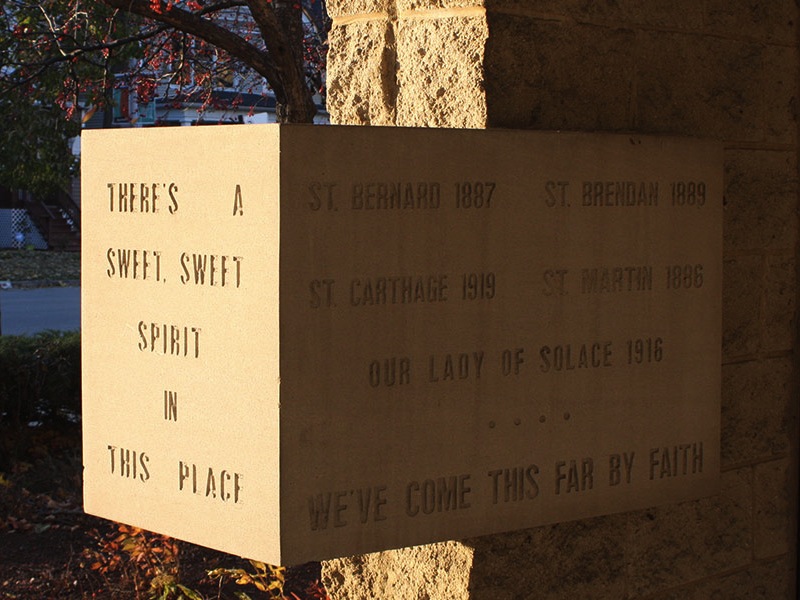 THERE'S A
SWEET, SWEET
SPIRIT
IN
THIS PLACE
ST. BERNARD 1887 ST. BRENDAN 1889
ST. CARTHAGE 1919 ST. MARTIN 1886
OUR LADY OF SOLACE 1916
. . . .
WE'VE COME THIS FAR BY FAITH